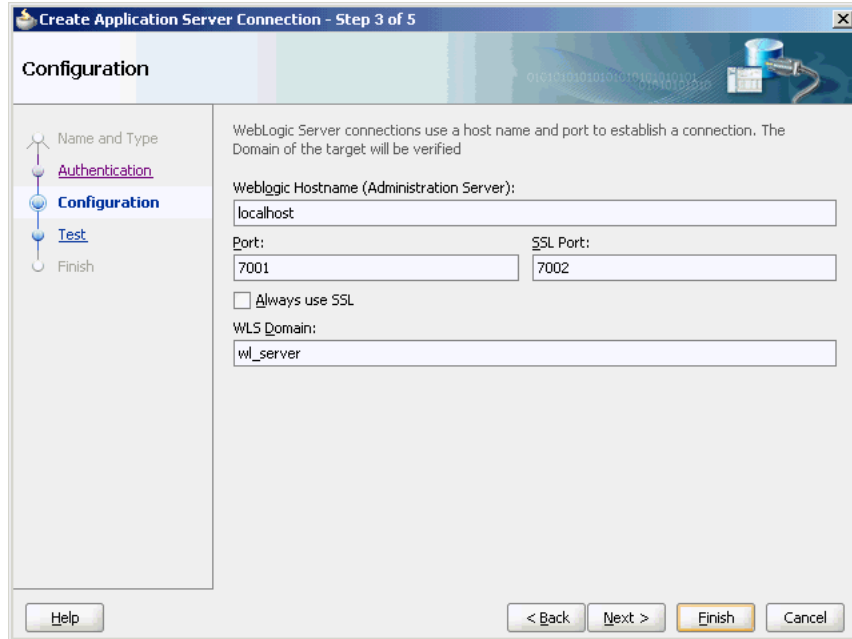 Create Application Server Connection - Step 3 of 5
Configuration
010101010101010101010101
0101010101010
Name and Type
Authentication
Configuration
Test
Finish
WebLogic Server connections use a host name and port to establish a connection. The
Domain of the target will be verified
Weblogic Hostname (Administration Server):
localhost
Port: SSL Port:
7001 7002
Always use SSL
WLS Domain:
wl_server
Help < Back Next > Finish Cancel